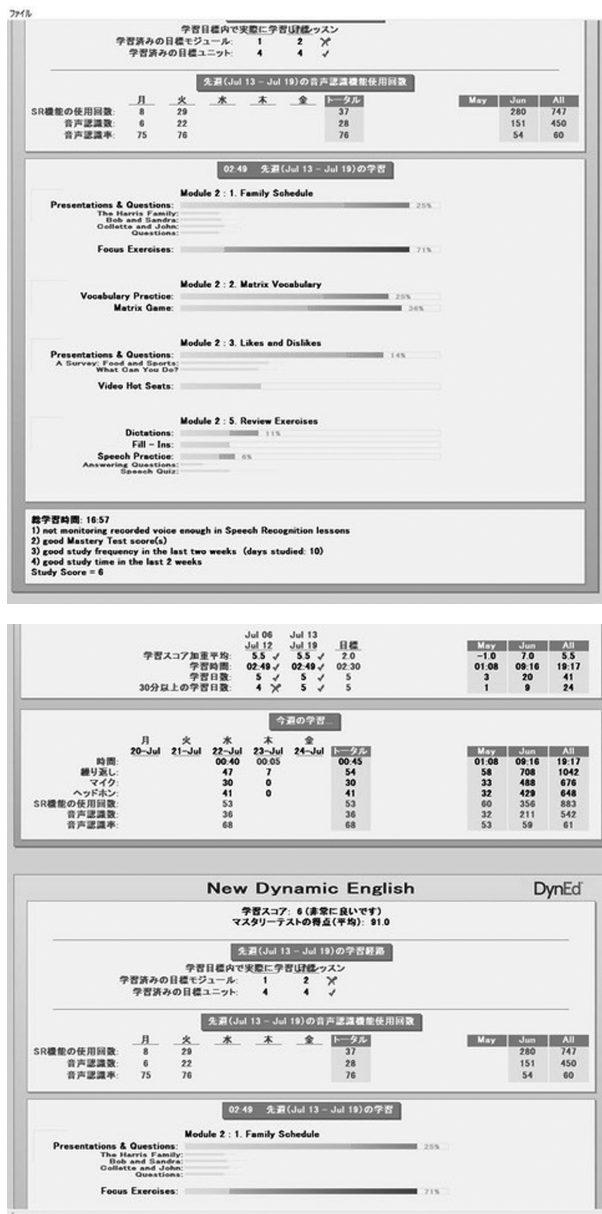 ファイル
学習目標内で実際に学習 目標レッスン
学習済みの目標モジュール: 1 2 ✗
学習済みの目標ユニット: 4 4 ✓
先週(Jul 13 - Jul 19)の音声認識機能使用回数
月 火 水 木 金 トータル May Jun All
SR機能の使用回数: 8 29 37 280 747
音声認識数: 6 22 28 151 450
音声認識率: 75 76 76 54 60
02:49 先週(Jul 13 - Jul 19)の学習
Module 2 : 1. Family Schedule
Presentations & Questions: 25%
The Harris Family:
Bob and Sandra:
Collette and John:
Questions:
Focus Exercises: 71%
Module 2 : 2. Matrix Vocabulary
Vocabulary Practice: 25%
Matrix Game: 36%
Module 2 : 3. Likes and Dislikes
Presentations & Questions: 14%
A Survey: Food and Sports:
What Can You Do?
Video Hot Seats:
Module 2 : 5. Review Exercises
Dictations: 11%
Fill - Ins:
Speech Practice: 6%
Answering Questions:
Speech Quiz:
総学習時間: 16:57
1) not monitoring recorded voice enough in Speech Recognition lessons
2) good Mastery Test score(s)
3) good study frequency in the last two weeks (days studied: 10)
4) good study time in the last 2 weeks
Study Score = 6
Jul 06 Jul 13
Jul 12 Jul 19 目標 May Jun All
学習スコア加重平均: 5.5 ✓ 5.5 ✓ 2.0 -1.0 7.0 5.5
学習時間: 02:49 ✓ 02:49 ✓ 02:30 01:08 09:16 19:17
学習日数: 5 ✓ 5 ✓ 5 3 20 41
30分以上の学習日数: 4 ✗ 5 ✓ 5 1 9 24
今週の学習...
月 火 水 木 金
20-Jul 21-Jul 22-Jul 23-Jul 24-Jul トータル May Jun All
時間: 00:40 00:05 00:45 01:08 09:16 19:17
繰り返し: 47 7 54 58 708 1042
マイク: 30 0 30 33 488 676
ヘッドホン: 41 0 41 32 429 648
SR機能の使用回数: 53 53 60 356 883
音声認識数: 36 36 32 211 542
音声認識率: 68 68 53 59 61
New Dynamic English DynEd
学習スコア: 6 (非常に良いです)
マスタリーテストの得点(平均): 91.0
先週(Jul 13 - Jul 19)の学習経路
学習目標内で実際に学習 目標レッスン
学習済みの目標モジュール: 1 2 ✗
学習済みの目標ユニット: 4 4 ✓
先週(Jul 13 - Jul 19)の音声認識機能使用回数
月 火 水 木 金 トータル May Jun All
SR機能の使用回数: 8 29 37 280 747
音声認識数: 6 22 28 151 450
音声認識率: 75 76 76 54 60
02:49 先週(Jul 13 - Jul 19)の学習
Module 2 : 1. Family Schedule
Presentations & Questions: 25%
The Harris Family:
Bob and Sandra:
Collette and John:
Questions:
Focus Exercises: 71%